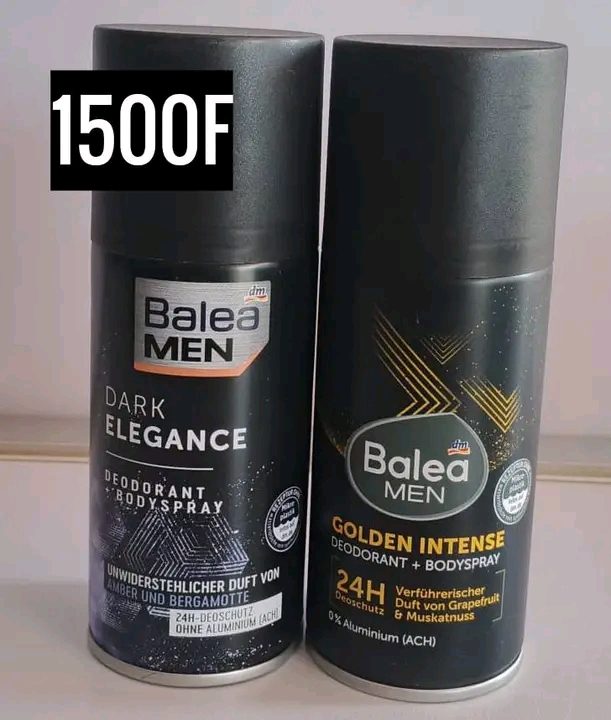 1500F
dm
Balea
MEN
DARK
ELEGANCE
DEODORANT
+ BODYSPRAY
UNWIDERSTEHLICHER DUFT VON
AMBER UND BERGAMOTTE
24H-DEOSCHUTZ
OHNE ALUMINIUM (ACH)
dm
Balea
MEN
GOLDEN INTENSE
DEODORANT + BODYSPRAY
24H
Deoschutz
Verführerischer
Duft von Grapefruit
& Muskatnuss
0% Aluminium (ACH)